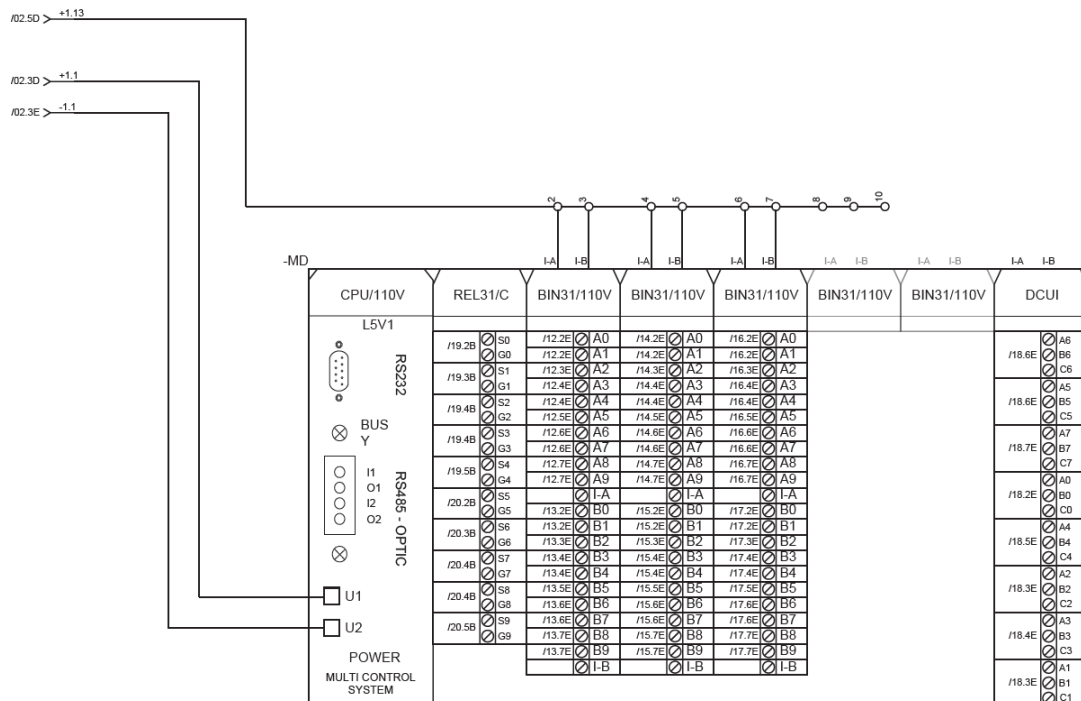 /02.5D +1.13
/02.3D +1.1
/02.3E -1.1
2 3 4 5 6 7 8 9 10
-MD I-A I-B I-A I-B I-A I-B I-A I-B I-A I-B I-A I-B
CPU/110V REL31/C BIN31/110V BIN31/110V BIN31/110V BIN31/110V BIN31/110V DCUI
L5V1
RS232
BUS
Y
I1
O1
I2
O2
RS485 - OPTIC
U1
U2
POWER
MULTI CONTROL
SYSTEM
/19.2B S0
G0
/19.3B S1
G1
/19.4B S2
G2
/19.4B S3
G3
/19.5B S4
G4
/20.2B S5
G5
/20.3B S6
G6
/20.4B S7
G7
/20.4B S8
G8
/20.5B S9
G9
/12.2E A0
/12.2E A1
/12.3E A2
/12.4E A3
/12.4E A4
/12.5E A5
/12.6E A6
/12.6E A7
/12.7E A8
/12.7E A9
I-A
/13.2E B0
/13.2E B1
/13.3E B2
/13.4E B3
/13.4E B4
/13.5E B5
/13.6E B6
/13.6E B7
/13.7E B8
/13.7E B9
I-B
/14.2E A0
/14.2E A1
/14.3E A2
/14.4E A3
/14.4E A4
/14.5E A5
/14.6E A6
/14.6E A7
/14.7E A8
/14.7E A9
I-A
/15.2E B0
/15.2E B1
/15.3E B2
/15.4E B3
/15.4E B4
/15.5E B5
/15.6E B6
/15.6E B7
/15.7E B8
/15.7E B9
I-B
/16.2E A0
/16.2E A1
/16.3E A2
/16.4E A3
/16.4E A4
/16.5E A5
/16.6E A6
/16.6E A7
/16.7E A8
/16.7E A9
I-A
/17.2E B0
/17.2E B1
/17.3E B2
/17.4E B3
/17.4E B4
/17.5E B5
/17.6E B6
/17.6E B7
/17.7E B8
/17.7E B9
I-B
A6
/18.6E B6
C6
A5
/18.6E B5
C5
A7
/18.7E B7
C7
A0
/18.2E B0
C0
A4
/18.5E B4
C4
A2
/18.3E B2
C2
A3
/18.4E B3
C3
A1
/18.3E B1
C1